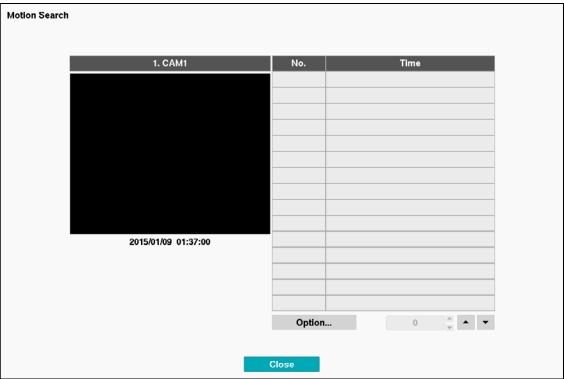 Motion Search
1. CAM1 No. Time
2015/01/09 01:37:00
Option... 0
Close